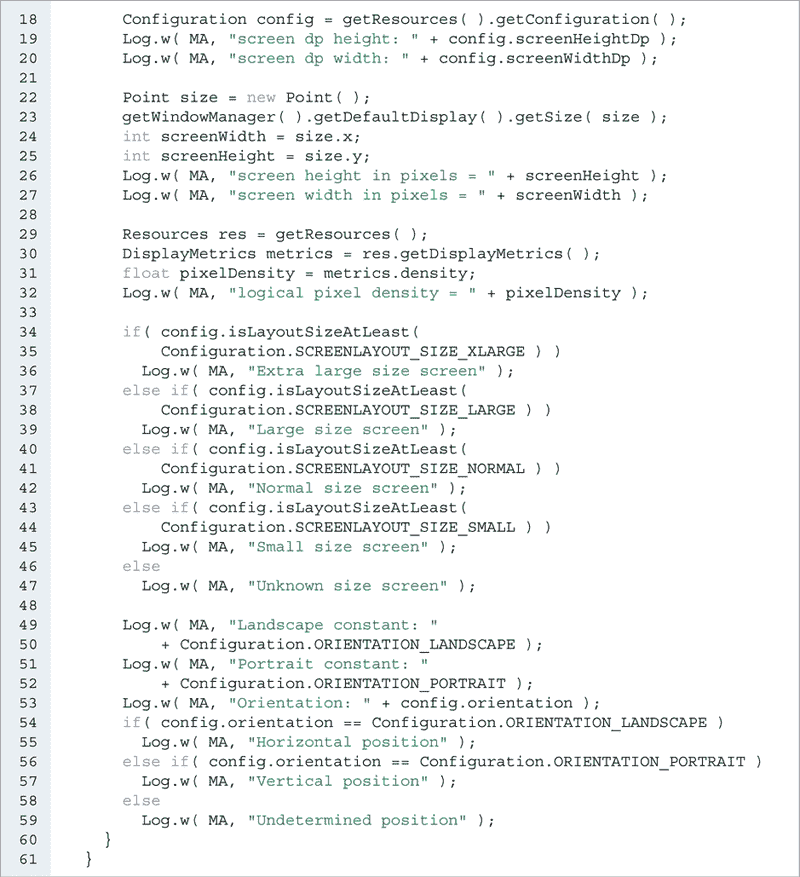 18 Configuration config = getResources( ).getConfiguration( );
19 Log.w( MA, "screen dp height: " + config.screenHeightDp );
20 Log.w( MA, "screen dp width: " + config.screenWidthDp );
21
22 Point size = new Point( );
23 getWindowManager( ).getDefaultDisplay( ).getSize( size );
24 int screenWidth = size.x;
25 int screenHeight = size.y;
26 Log.w( MA, "screen height in pixels = " + screenHeight );
27 Log.w( MA, "screen width in pixels = " + screenWidth );
28
29 Resources res = getResources( );
30 DisplayMetrics metrics = res.getDisplayMetrics( );
31 float pixelDensity = metrics.density;
32 Log.w( MA, "logical pixel density = " + pixelDensity );
33
34 if( config.isLayoutSizeAtLeast(
35 Configuration.SCREENLAYOUT_SIZE_XLARGE ) )
36 Log.w( MA, "Extra large size screen" );
37 else if( config.isLayoutSizeAtLeast(
38 Configuration.SCREENLAYOUT_SIZE_LARGE ) )
39 Log.w( MA, "Large size screen" );
40 else if( config.isLayoutSizeAtLeast(
41 Configuration.SCREENLAYOUT_SIZE_NORMAL ) )
42 Log.w( MA, "Normal size screen" );
43 else if( config.isLayoutSizeAtLeast(
44 Configuration.SCREENLAYOUT_SIZE_SMALL ) )
45 Log.w( MA, "Small size screen" );
46 else
47 Log.w( MA, "Unknown size screen" );
48
49 Log.w( MA, "Landscape constant: "
50 + Configuration.ORIENTATION_LANDSCAPE );
51 Log.w( MA, "Portrait constant: "
52 + Configuration.ORIENTATION_PORTRAIT );
53 Log.w( MA, "Orientation: " + config.orientation );
54 if( config.orientation == Configuration.ORIENTATION_LANDSCAPE )
55 Log.w( MA, "Horizontal position" );
56 else if( config.orientation == Configuration.ORIENTATION_PORTRAIT )
57 Log.w( MA, "Vertical position" );
58 else
59 Log.w( MA, "Undetermined position" );
60 }
61 }